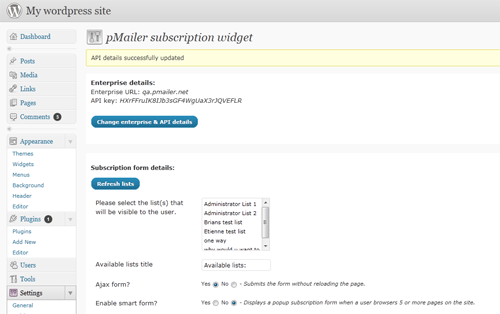 My wordpress site
Dashboard
Posts
Media
Links
Pages
Comments 3
Appearance
Themes
Widgets
Menus
Background
Header
Editor
Plugins 1
Plugins
Add New
Editor
Users
Tools
Settings
General
pMailer subscription widget
API details successfully updated
Enterprise details:
Enterprise URL: qa.pmailer.net
API key:
Change enterprise & API details
Subscription form details:
Refresh lists
Please select the list(s) that
will be visible to the user.
Administrator List 1
Administrator List 2
Brians test list
Etienne test list
one way
why would u want to
Available lists title
Available lists:
Ajax form?
Yes No - Submits the form without reloading the page.
Enable smart form?
Yes No - Displays a popup subscription form when a user browsers 5 or more pages on the site.